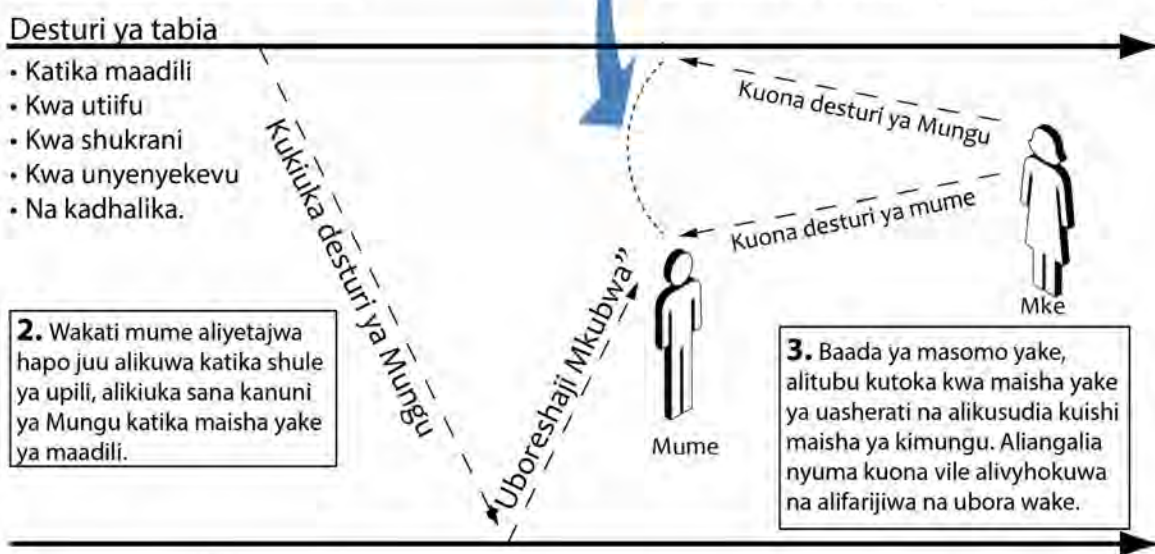 Desturi ya tabia
• Katika maadili
• Kwa utiifu
• Kwa shukrani
• Kwa unyenyekevu
• Na kadhalika.
Kukiuka desturi ya Mungu
Kuona desturi ya Mungu
Kuona desturi ya mume
Mke
"Uboreshaji Mkubwa"
Mume
2. Wakati mume aliyetajwa
hapo juu alikuwa katika shule
ya upili, alikiuka sana kanuni
ya Mungu katika maisha yake
ya maadili.
3. Baada ya masomo yake,
alitubu kutoka kwa maisha yake
ya uasherati na alikusudia kuishi
maisha ya kimungu. Aliangalia
nyuma kuona vile alivyhokuwa
na alifarijiwa na ubora wake.